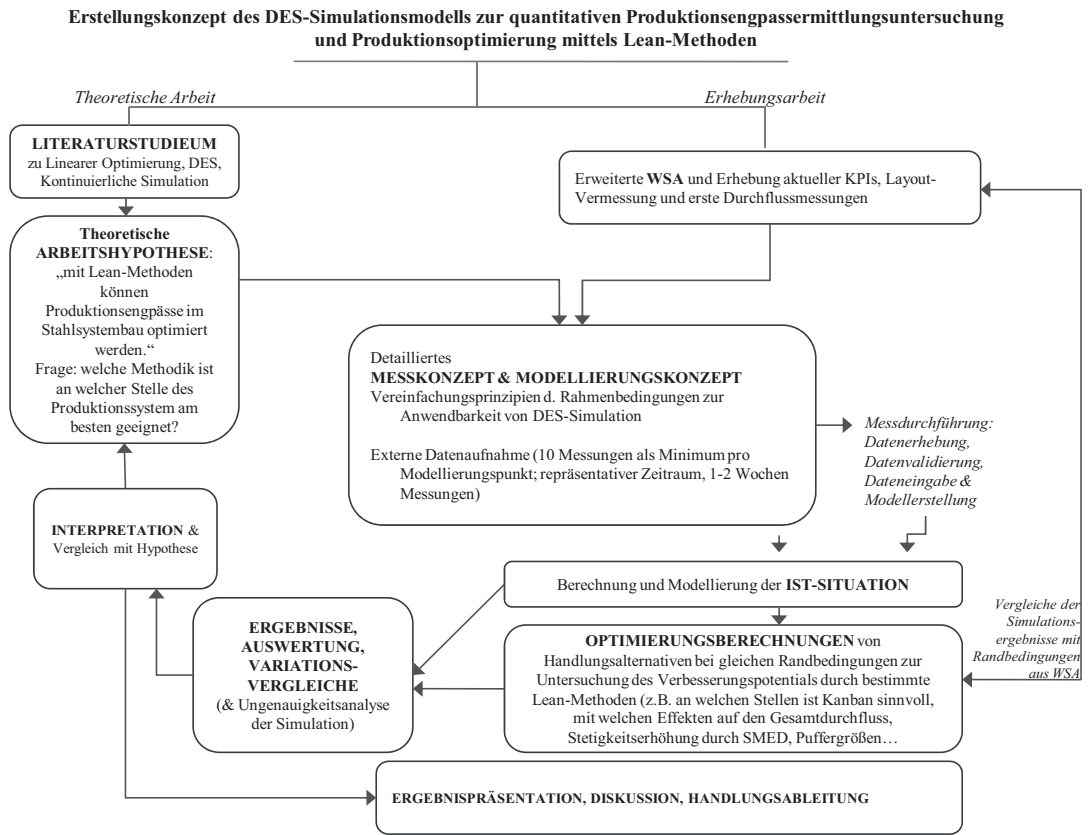 Erstellungskonzept des DES-Simulationsmodells zur quantitativen Produktionsengpassermittlungsuntersuchung
und Produktionsoptimierung mittels Lean-Methoden
Theoretische Arbeit
Erhebungsarbeit
LITERATURSTUDIEUM
zu Linearer Optimierung, DES,
Kontinuierliche Simulation
Erweiterte WSA und Erhebung aktueller KPIs, Layout-
Vermessung und erste Durchflussmessungen
Theoretische
ARBEITSHYPOTHESE:
„mit Lean-Methoden
können
Produktionsengpässe im
Stahlsystembau optimiert
werden.“
Frage: welche Methodik ist
an welcher Stelle des
Produktionssystem am
besten geeignet?
Detailliertes
MESSKONZEPT & MODELLIERUNGSKONZEPT
Vereinfachungsprinzipien d. Rahmenbedingungen zur
Anwendbarkeit von DES-Simulation
Externe Datenaufnahme (10 Messungen als Minimum pro
Modellierungspunkt; repräsentativer Zeitraum, 1-2 Wochen
Messungen)
Messdurchführung:
Datenerhebung,
Datenvalidierung,
Dateneingabe &
Modellerstellung
INTERPRETATION &
Vergleich mit Hypothese
Berechnung und Modellierung der IST-SITUATION
Vergleiche der
Simulations-
ergebnisse mit
Randbedingungen
aus WSA
ERGEBNISSE,
AUSWERTUNG,
VARIATIONS-
VERGLEICHE
(& Ungenauigkeitsanalyse
der Simulation)
OPTIMIERUNGSBERECHNUNGEN von
Handlungsalternativen bei gleichen Randbedingungen zur
Untersuchung des Verbesserungspotentials durch bestimmte
Lean-Methoden (z.B. an welchen Stellen ist Kanban sinnvoll,
mit welchen Effekten auf den Gesamtdurchfluss,
Stetigkeitserhöhung durch SMED, Puffergrößen…
ERGEBNISPRÄSENTATION, DISKUSSION, HANDLUNGSABLEITUNG